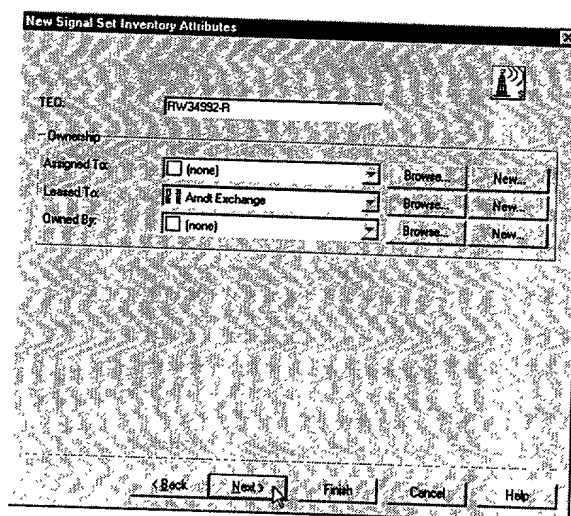 New Signal Set Inventory Attributes
TEO: RW34992-R
Ownership
Assigned To: (none) Browse... New...
Leased To: Arndt Exchange Browse... New...
Owned By: (none) Browse... New...
< Back Next > Finish Cancel Help